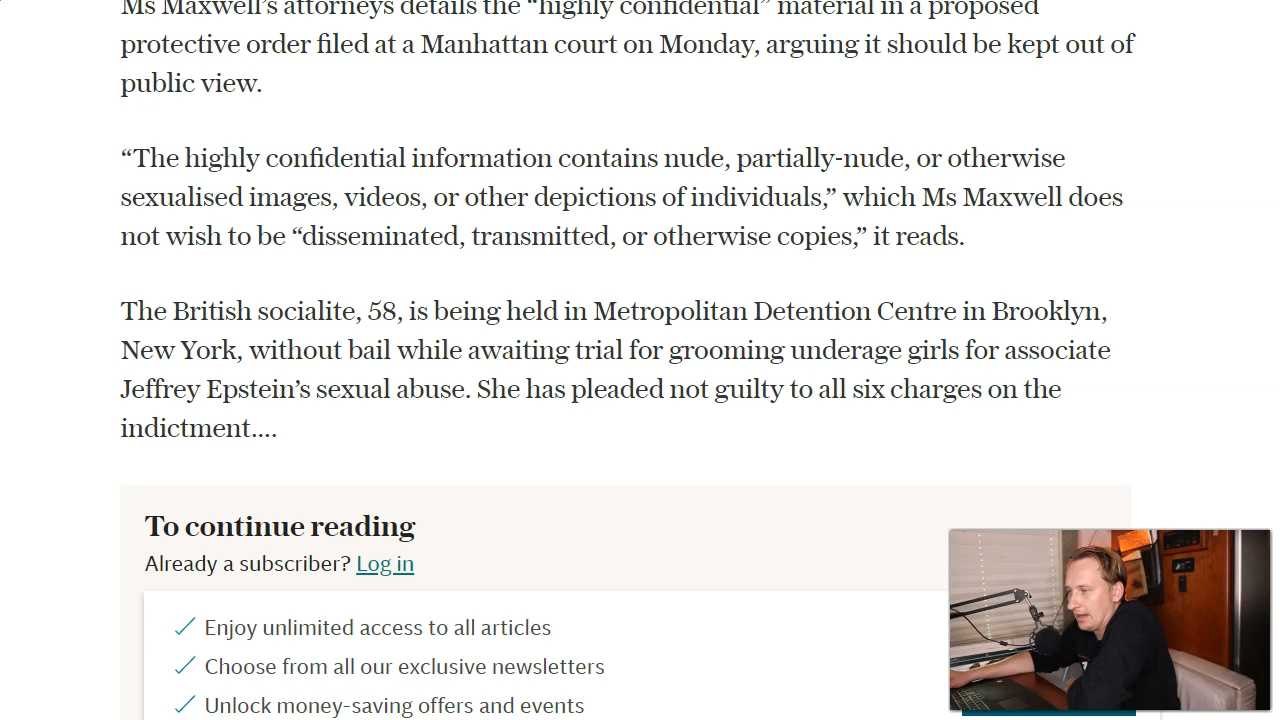 Ms Maxwell’s attorneys details the “highly confidential” material in a proposed
protective order filed at a Manhattan court on Monday, arguing it should be kept out of
public view.
“The highly confidential information contains nude, partially-nude, or otherwise
sexualised images, videos, or other depictions of individuals,” which Ms Maxwell does
not wish to be “disseminated, transmitted, or otherwise copies,” it reads.
The British socialite, 58, is being held in Metropolitan Detention Centre in Brooklyn,
New York, without bail while awaiting trial for grooming underage girls for associate
Jeffrey Epstein’s sexual abuse. She has pleaded not guilty to all six charges on the
indictment....
To continue reading
Already a subscriber? Log in
Enjoy unlimited access to all articles
Choose from all our exclusive newsletters
Unlock money-saving offers and events